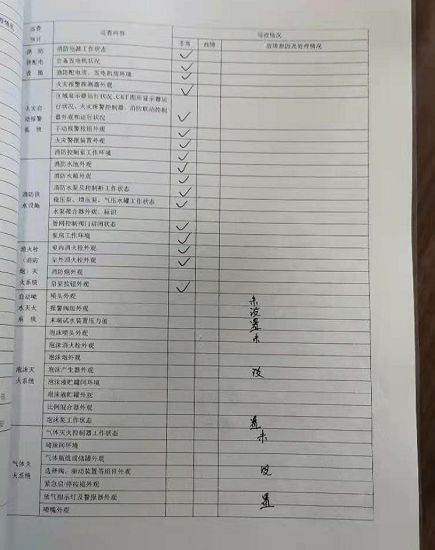 巡查
项目
巡查内容
巡查情况
正常
故障
故障原因及处理情况
消防
供配电
设施
消防电源工作状态
自备发电机状况
消防配电房、发电机房环境
火灾自
动报警
系统
火灾报警探测器外观
区域显示器运行状况、CRT图形显示器运
行状况、火灾报警控制器、消防联动控制
器外观和运行状况
手动报警按钮外观
火灾警报装置外观
消防控制室工作环境
消防供
水设施
消防水池外观
消防水箱外观
消防水泵及控制柜工作状态
稳压泵、增压泵、气压水罐工作状态
水泵接合器外观、标识
管网控制阀门启闭状态
泵房工作环境
消火栓
(消防
炮)灭
火系统
室内消火栓外观
室外消火栓外观
消防炮外观
启泵按钮外观
自动喷
水灭火
系统
喷头外观
报警阀组外观
末端试水装置压力值
未
设
置
泡沫灭
火系统
泡沫喷头外观
泡沫消火栓外观
泡沫炮外观
泡沫产生器外观
泡沫液贮罐间环境
泡沫液贮罐外观
比例混合器外观
泡沫泵工作状态
未
设
置
气体灭
火系统
气体灭火控制器工作状态
储瓶间环境
气体瓶组或储罐外观
选择阀、驱动装置等组件外观
紧急启/停按钮外观
放气指示灯及警报器外观
喷嘴外观
未
设
置